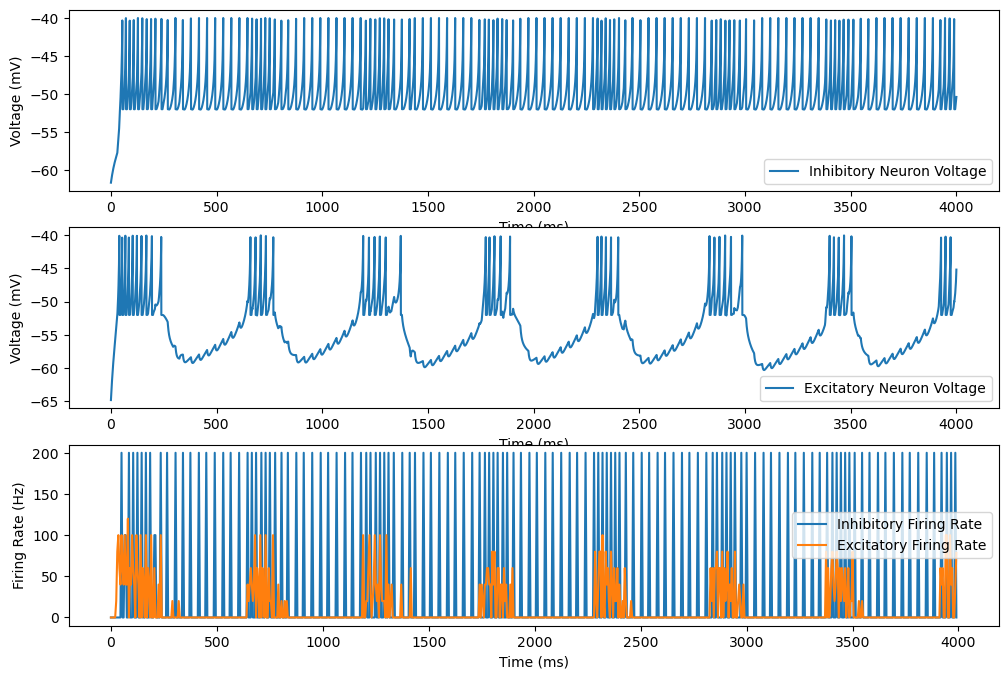 Voltage (mV)
−40
−45
−50
−55
−60
Inhibitory Neuron Voltage
0 500 1000 1500 2000 2500 3000 3500 4000
Time (ms)
Voltage (mV)
−40
−45
−50
−55
−60
−65
Excitatory Neuron Voltage
0 500 1000 1500 2000 2500 3000 3500 4000
Time (ms)
Firing Rate (Hz)
200
150
100
50
0
Inhibitory Firing Rate
Excitatory Firing Rate
0 500 1000 1500 2000 2500 3000 3500 4000
Time (ms)